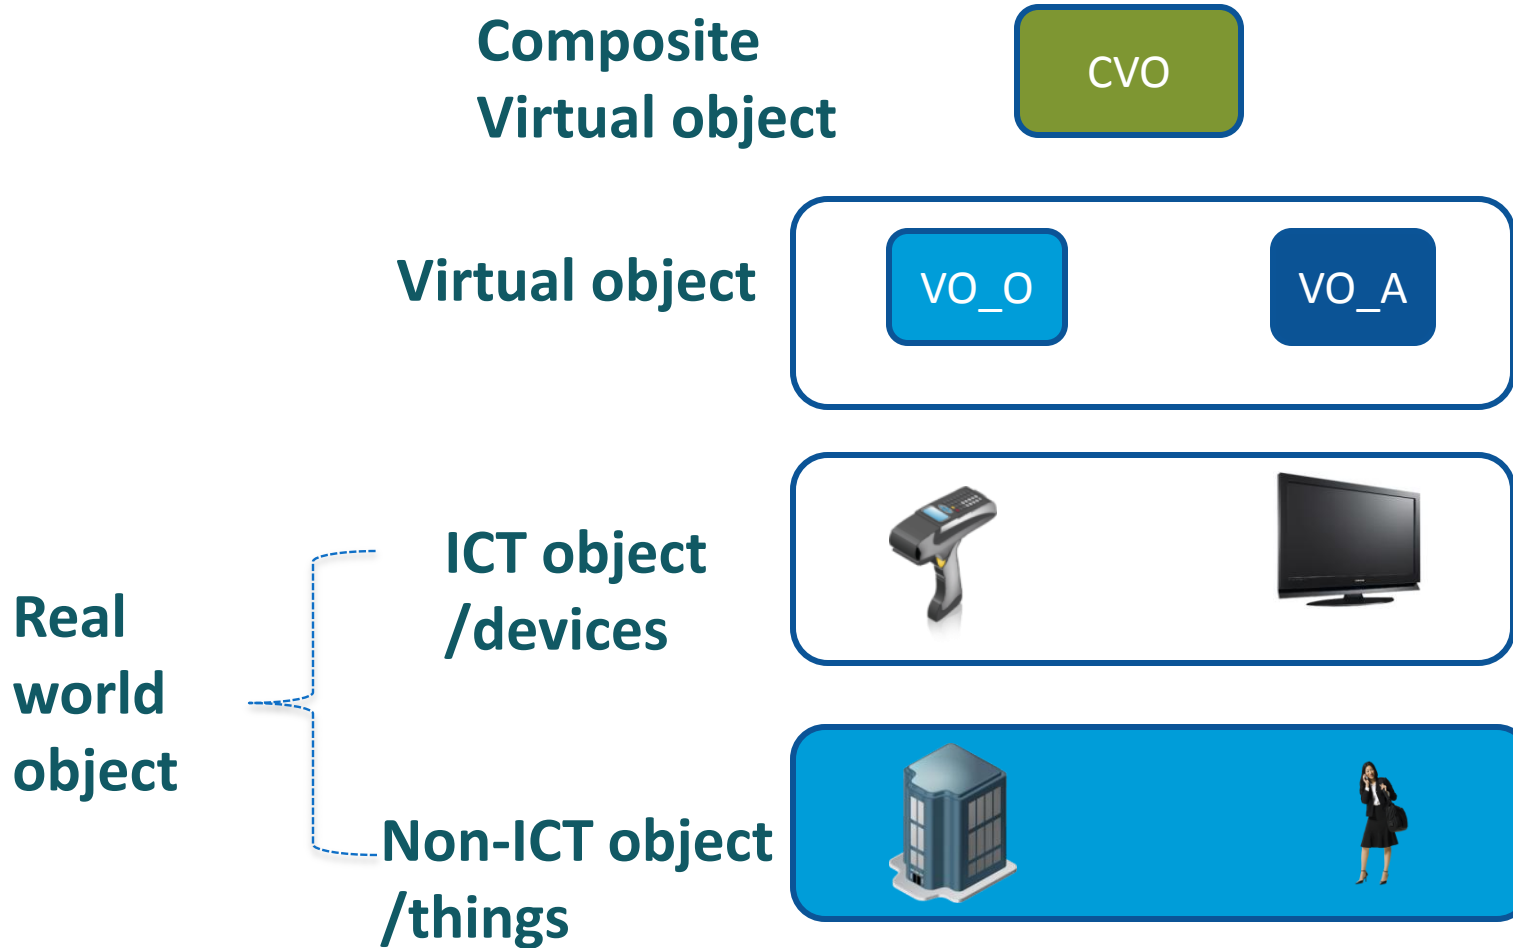 Composite
Virtual object
CVO
Virtual object
VO_O
VO_A
ICT object
/devices
Real
world
object
Non-ICT object
/things